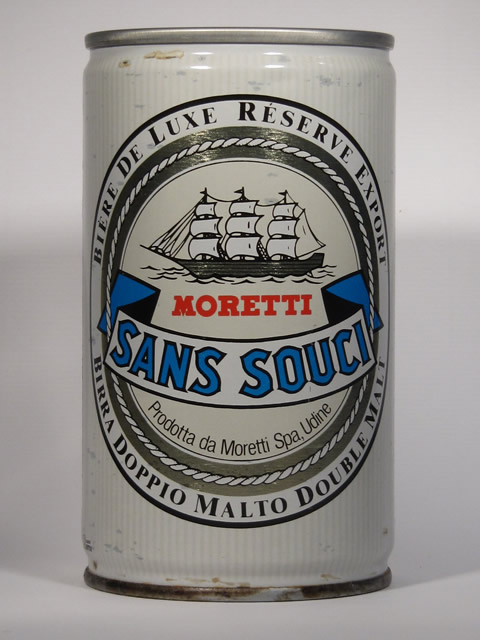 BIÈRE DE LUXE RÉSERVE EXPORT
MORETTI
SANS SOUCI
Prodotta da Moretti Spa, Udine
BIRRA DOPPIO MALTO DOUBLE MALT